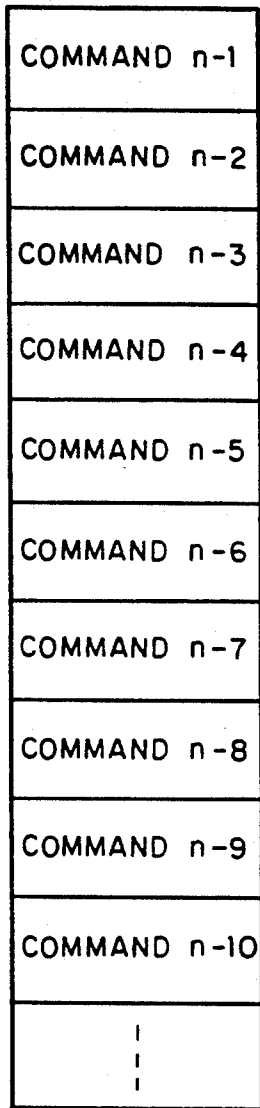 COMMAND n-1
COMMAND n-2
COMMAND n-3
COMMAND n-4
COMMAND n-5
COMMAND n-6
COMMAND n-7
COMMAND n-8
COMMAND n-9
COMMAND n-10